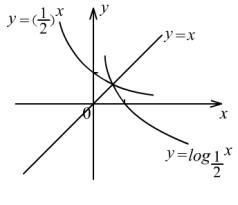 y=(1/2)^x
y
y=x
0
x
y=log_{1/2} x